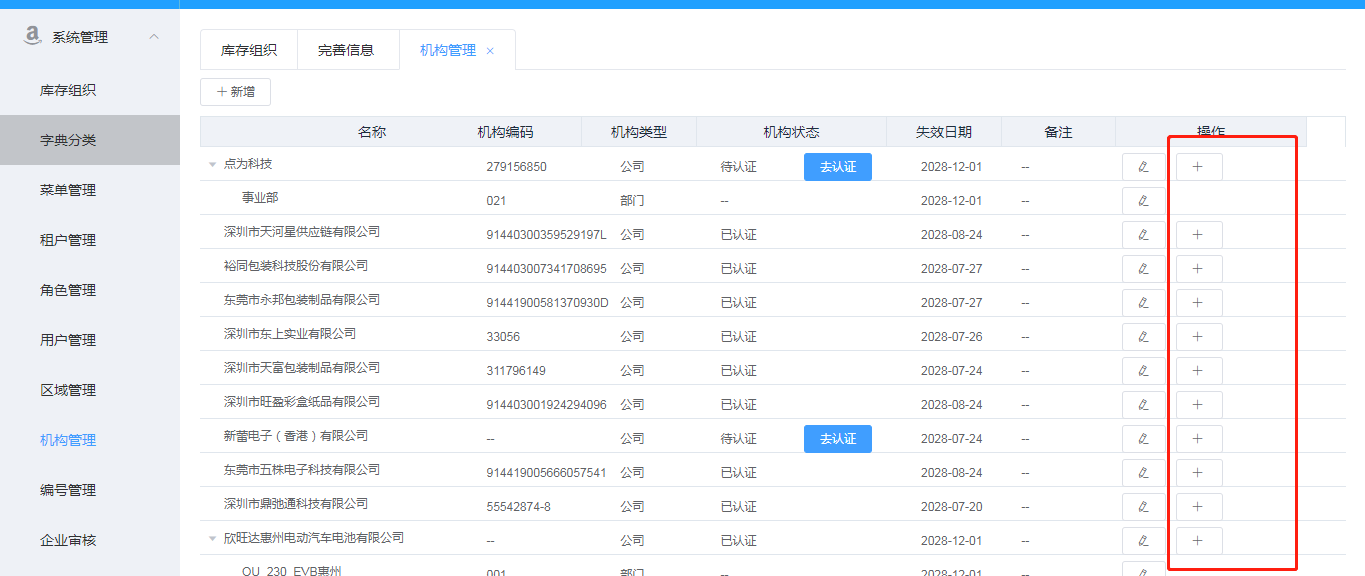 系统管理
库存组织
字典分类
菜单管理
租户管理
角色管理
用户管理
区域管理
机构管理
编号管理
企业审核
库存组织 完善信息 机构管理 ×
+ 新增
名称 机构编码 机构类型 机构状态 失效日期 备注 操作
点为科技 279156850 公司 待认证 去认证 2028-12-01 --
事业部 021 部门 -- 2028-12-01 --
深圳市天河星供应链有限公司 91440300359529197L 公司 已认证 2028-08-24 --
裕同包装科技股份有限公司 914403007341708695 公司 已认证 2028-07-27 --
东莞市永邦包装制品有限公司 91441900581370930D 公司 已认证 2028-07-27 --
深圳市东上实业有限公司 33056 公司 已认证 2028-07-26 --
深圳市天富包装制品有限公司 311796149 公司 已认证 2028-07-24 --
深圳市旺盈彩盒纸品有限公司 914403001924294096 公司 已认证 2028-08-24 --
新蕾电子（香港）有限公司 -- 公司 待认证 去认证 2028-07-24 --
东莞市五株电子科技有限公司 914419005666057541 公司 已认证 2028-08-24 --
深圳市鼎弛通科技有限公司 55542874-8 公司 已认证 2028-07-20 --
欣旺达惠州电动汽车电池有限公司 -- 公司 已认证 2028-12-01 --
OU_230_EVB惠州 001 部门 -- 2028-12-01 --